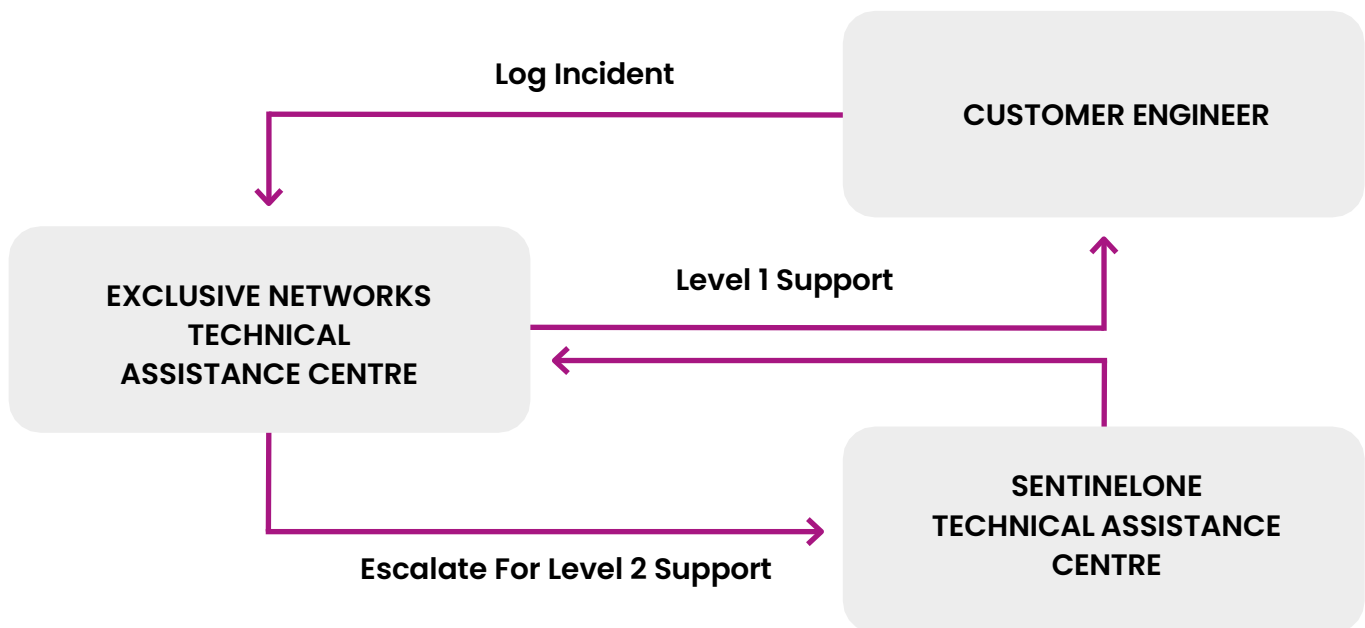 Log Incident
CUSTOMER ENGINEER
EXCLUSIVE NETWORKS
TECHNICAL
ASSISTANCE CENTRE
Level 1 Support
SENTINELONE
TECHNICAL ASSISTANCE
CENTRE
Escalate For Level 2 Support